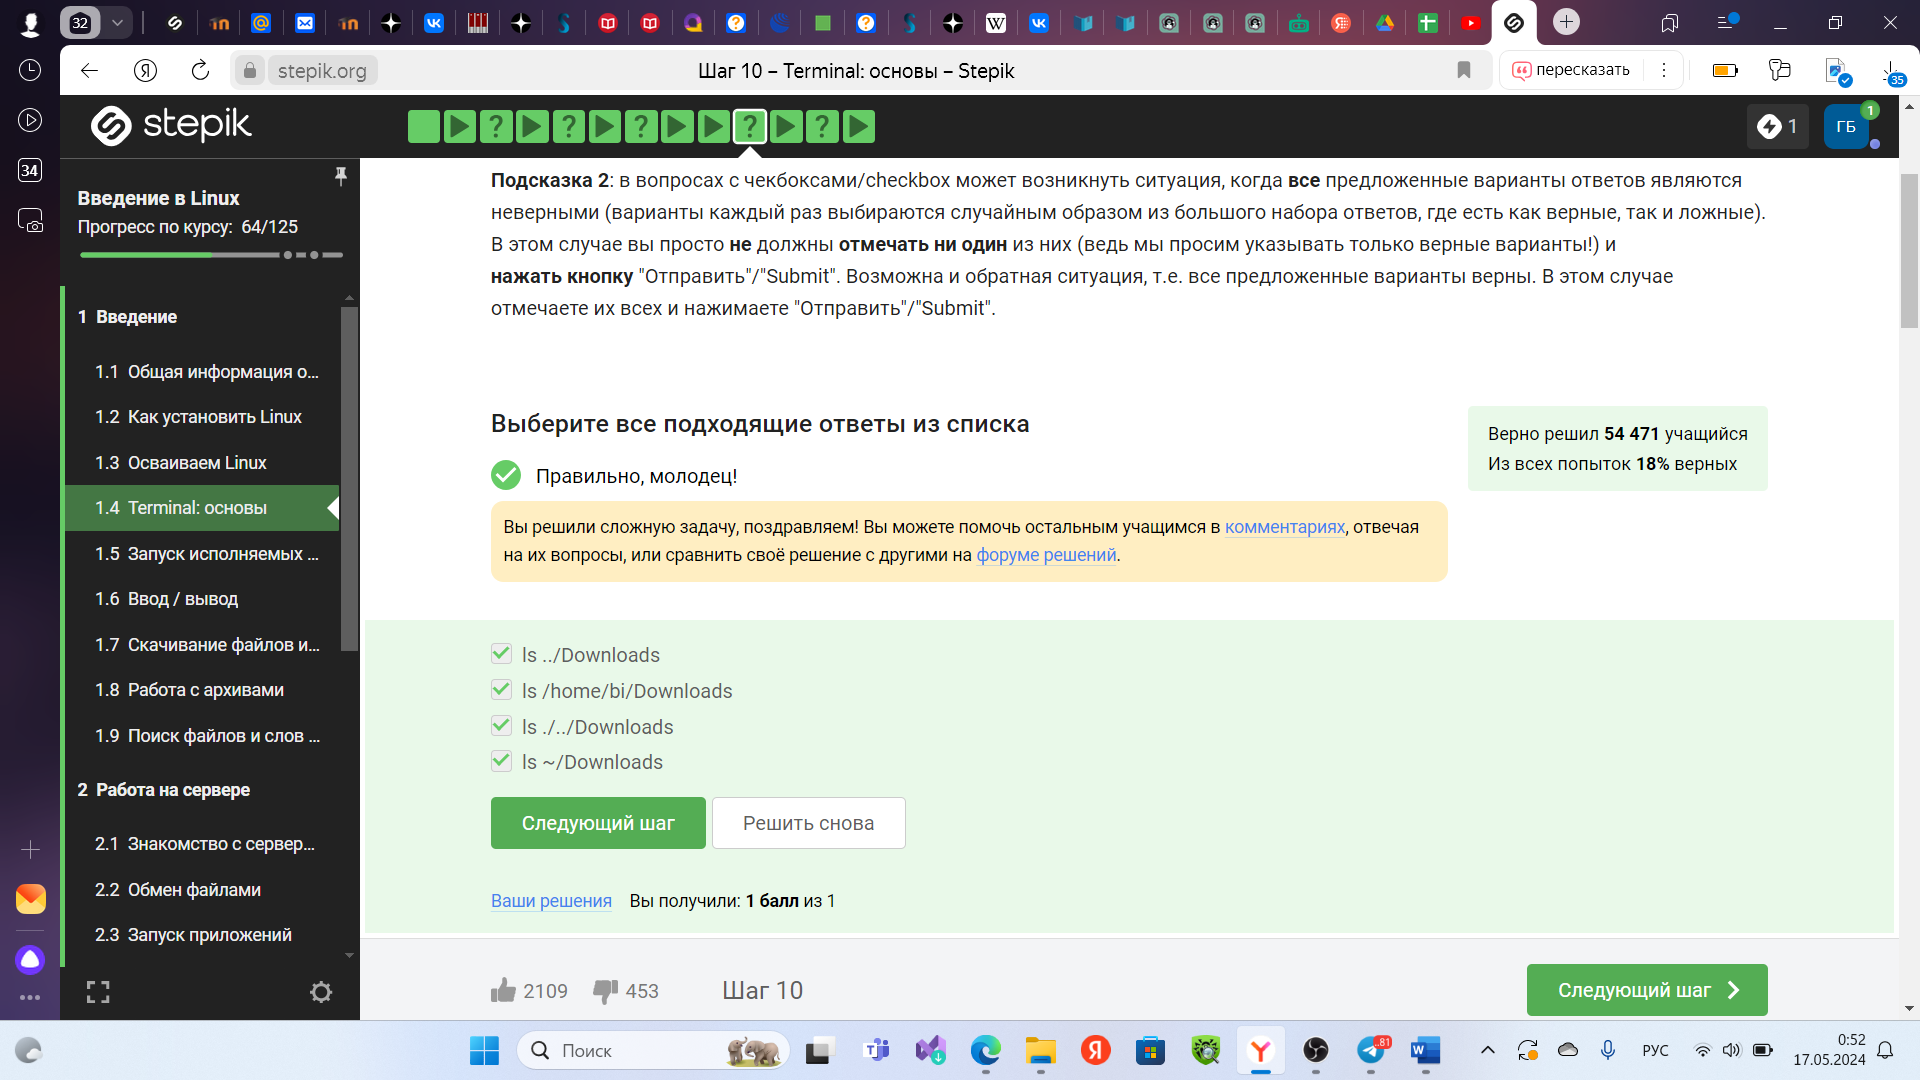 32
stepik.org
Шаг 10 – Terminal: основы – Stepik
пересказать
35
34
stepik
1
ГБ
1
Введение в Linux
Прогресс по курсу: 64/125
1 Введение
1.1 Общая информация о...
1.2 Как установить Linux
1.3 Осваиваем Linux
1.4 Terminal: основы
1.5 Запуск исполняемых ...
1.6 Ввод / вывод
1.7 Скачивание файлов и...
1.8 Работа с архивами
1.9 Поиск файлов и слов ...
2 Работа на сервере
2.1 Знакомство с сервер...
2.2 Обмен файлами
2.3 Запуск приложений
Подсказка 2: в вопросах с чекбоксами/checkbox может возникнуть ситуация, когда все предложенные варианты ответов являются
неверными (варианты каждый раз выбираются случайным образом из большого набора ответов, где есть как верные, так и ложные).
В этом случае вы просто не должны отмечать ни один из них (ведь мы просим указывать только верные варианты!) и
нажать кнопку "Отправить"/"Submit". Возможна и обратная ситуация, т.е. все предложенные варианты верны. В этом случае
отмечаете их всех и нажимаете "Отправить"/"Submit".
Выберите все подходящие ответы из списка
Верно решил 54 471 учащийся
Из всех попыток 18% верных
Правильно, молодец!
Вы решили сложную задачу, поздравляем! Вы можете помочь остальным учащимся в комментариях, отвечая
на их вопросы, или сравнить своё решение с другими на форуме решений.
ls ../Downloads
ls /home/bi/Downloads
ls ./../Downloads
ls ~/Downloads
Следующий шаг
Решить снова
Ваши решения Вы получили: 1 балл из 1
2109
453
Шаг 10
Следующий шаг
Поиск
81
РУС
0:52
17.05.2024